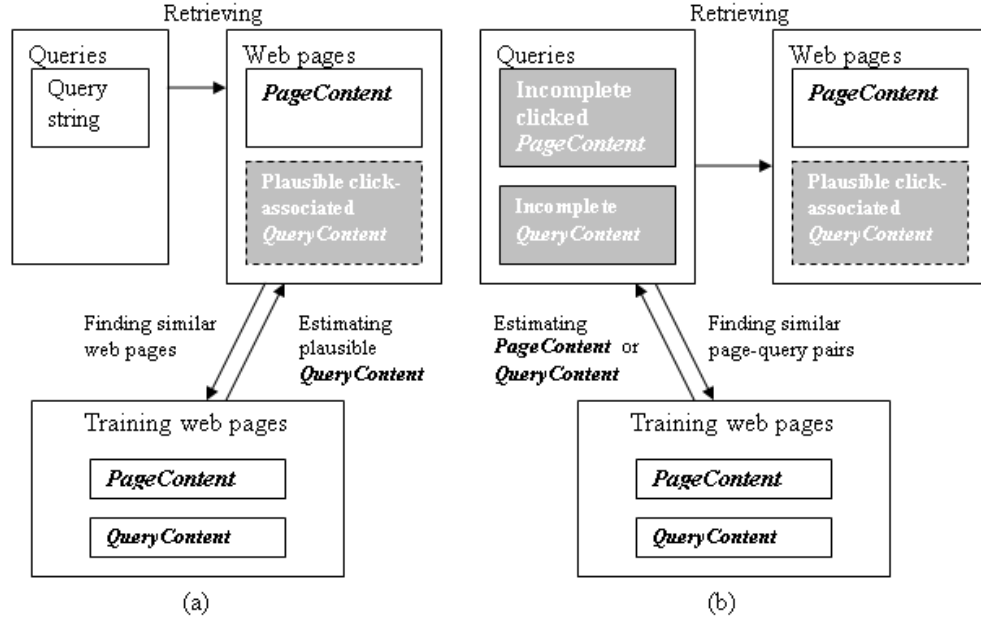 Retrieving
Queries
Query
string
Web pages
PageContent
Plausible click-
associated
QueryContent
Finding similar
web pages
Estimating
plausible
QueryContent
Training web pages
PageContent
QueryContent
(a)
Retrieving
Queries
Incomplete
clicked
PageContent
Incomplete
QueryContent
Web pages
PageContent
Plausible click-
associated
QueryContent
Estimating
PageContent or
QueryContent
Finding similar
page-query pairs
Training web pages
PageContent
QueryContent
(b)